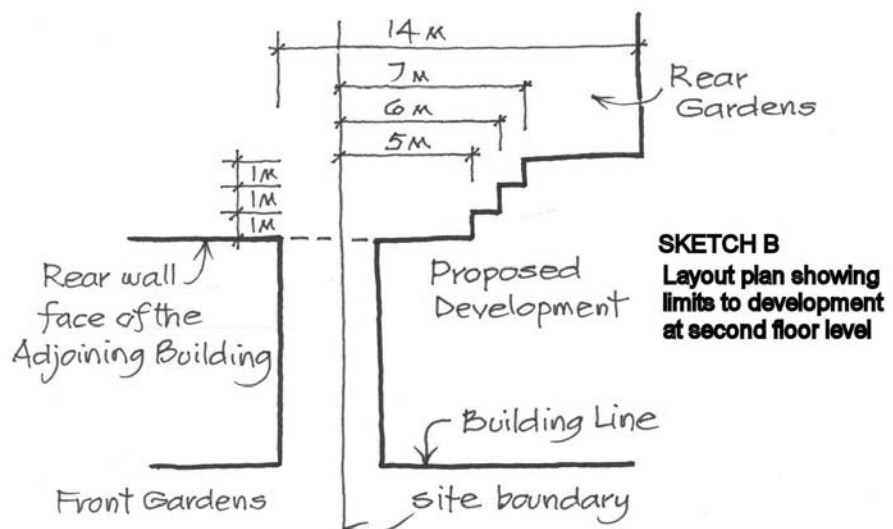 14 M
7 M
Rear
Gardens
6 M
5 M
1M
1M
1M
SKETCH B
Layout plan showing
limits to development
at second floor level
Rear wall
face of the
Adjoining Building
Proposed
Development
Building Line
Front Gardens
site boundary